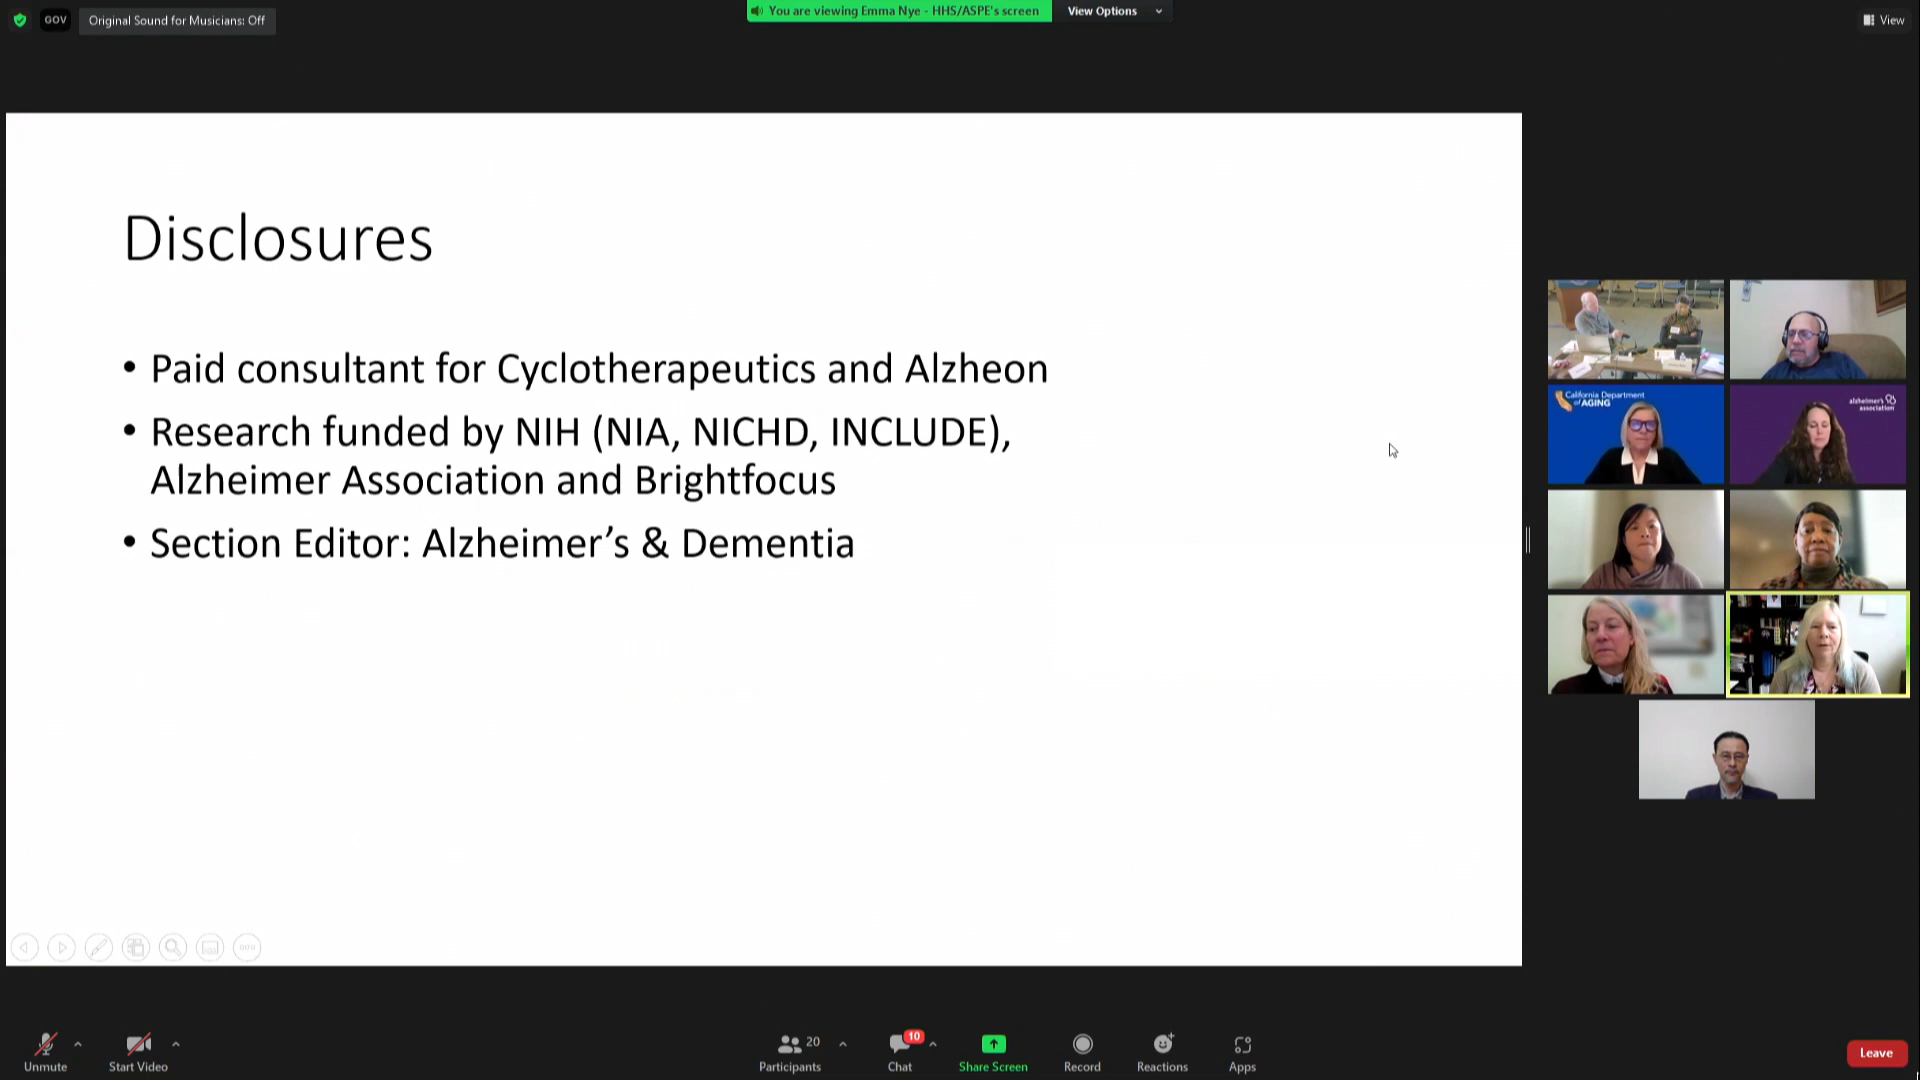 GOV
Original Sound for Musicians: Off
You are viewing Emma Nye - HHS/ASPE's screen
View Options
View
Disclosures
• Paid consultant for Cyclotherapeutics and Alzheon
• Research funded by NIH (NIA, NICHD, INCLUDE),
Alzheimer Association and Brightfocus
• Section Editor: Alzheimer’s & Dementia
California Department
of AGING
alzheimer's
association
Unmute
Start Video
20
Participants
10
Chat
Share Screen
Record
Reactions
Apps
Leave